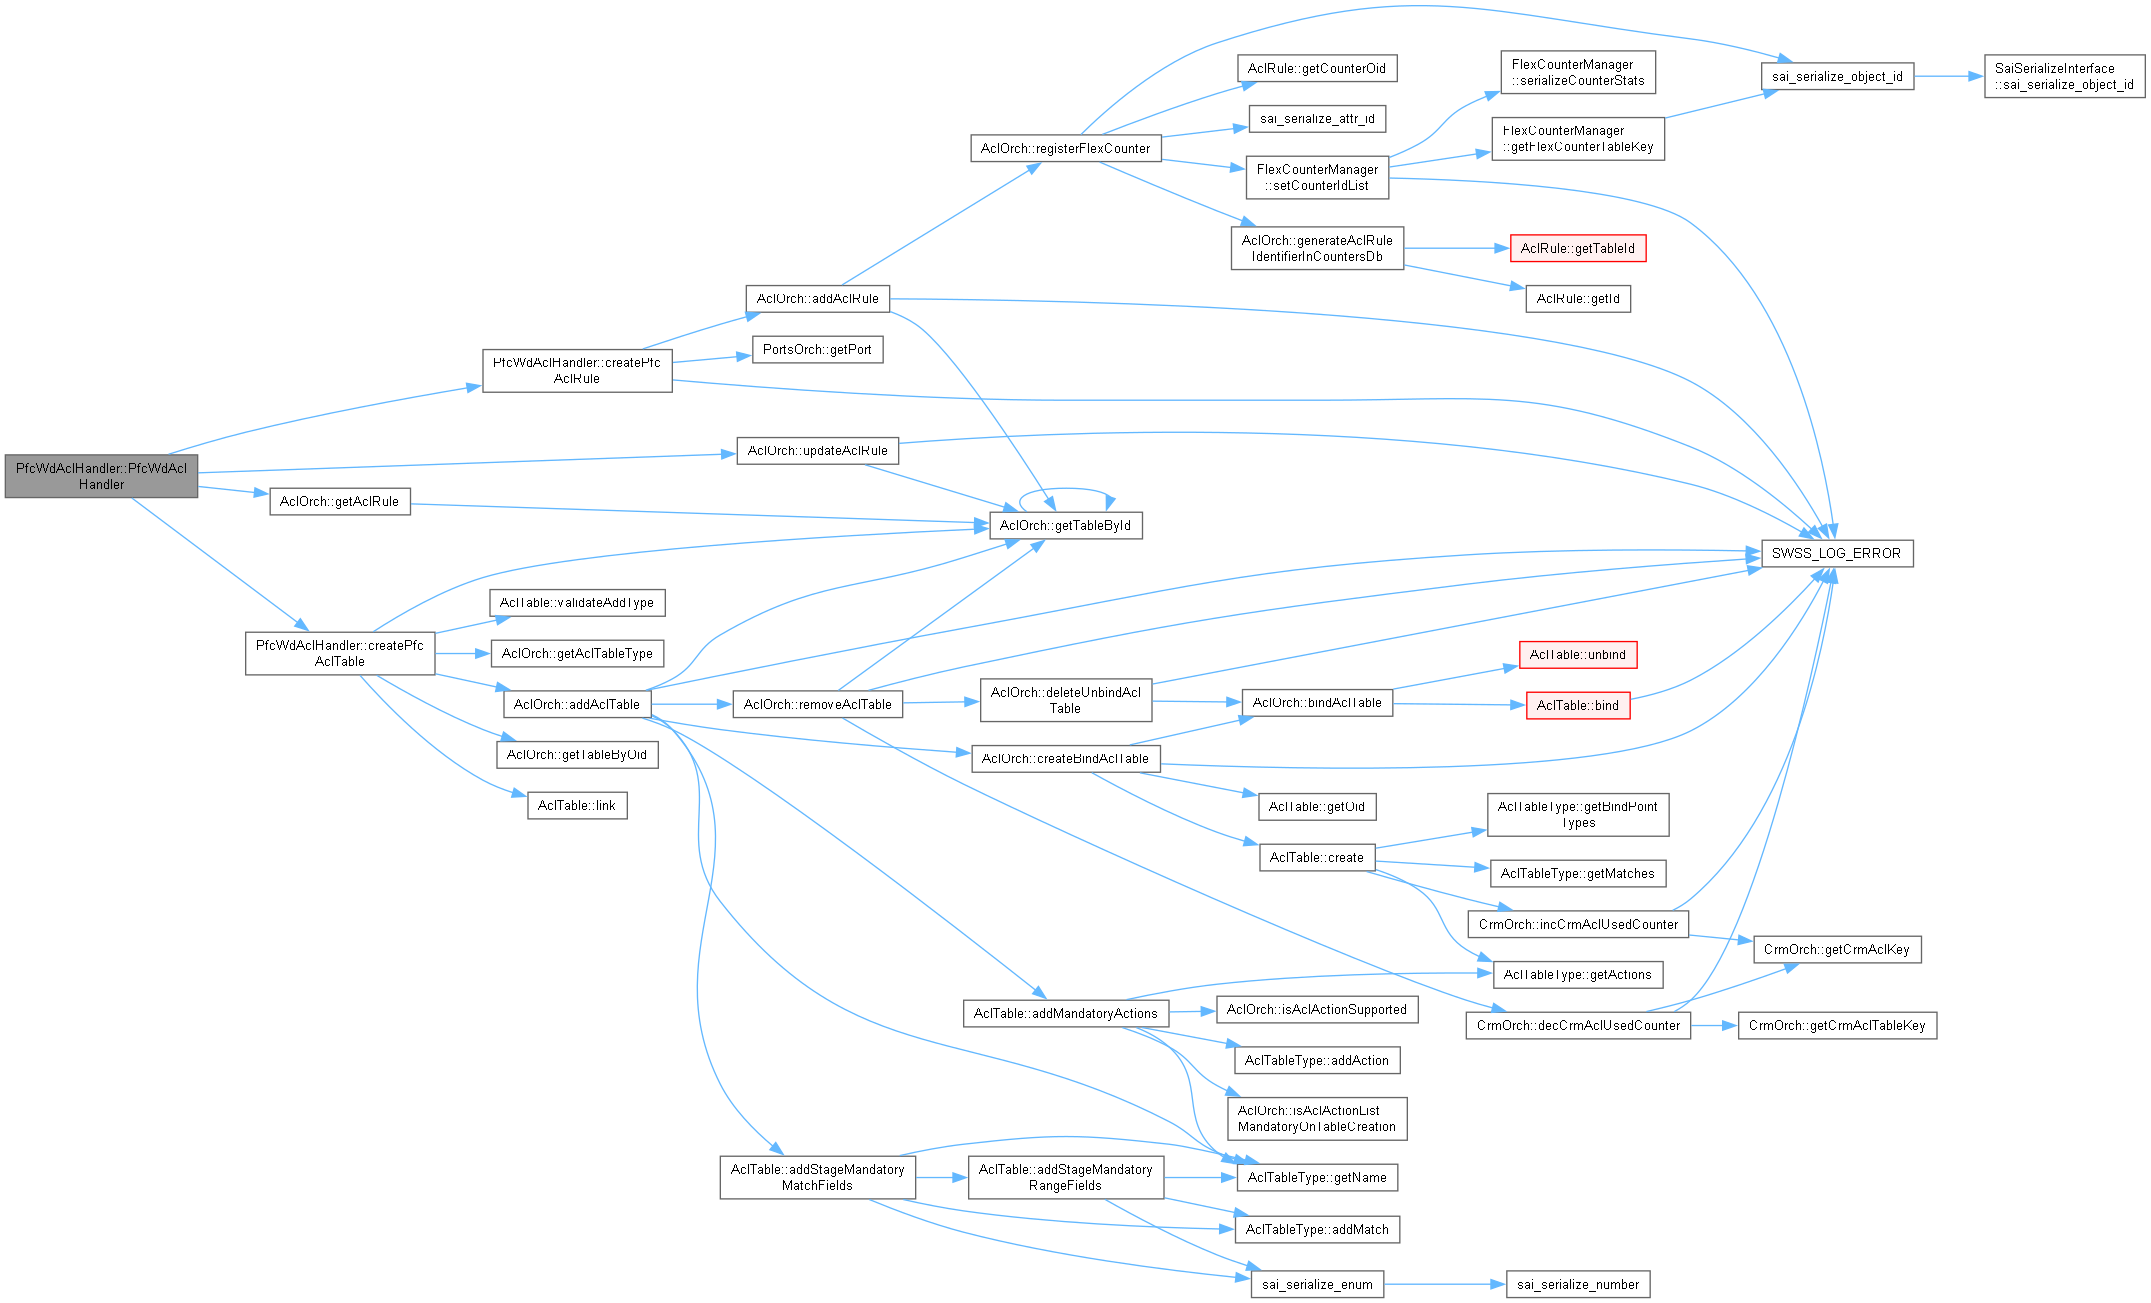 PfcWdAclHandler::PfcWdAcl
Handler
PfcWdAclHandler::createPfc
AclRule
AclOrch::addAclRule
AclOrch::registerFlexCounter
AclRule::getCounterOid
sai_serialize_attr_id
FlexCounterManager
::setCounterIdList
FlexCounterManager
::serializeCounterStats
FlexCounterManager
::getFlexCounterTableKey
sai_serialize_object_id
SaiSerializeInterface
::sai_serialize_object_id
AclOrch::generateAclRule
IdentifierInCountersDb
AclRule::getTableId
AclRule::getId
PortsOrch::getPort
AclOrch::updateAclRule
AclOrch::getAclRule
AclOrch::getTableById
SWSS_LOG_ERROR
PfcWdAclHandler::createPfc
AclTable
AclTable::validateAddType
AclOrch::getAclTableType
AclOrch::addAclTable
AclOrch::getTableByOid
AclTable::link
AclOrch::removeAclTable
AclOrch::deleteUnbindAcl
Table
AclOrch::bindAclTable
AclTable::unbind
AclTable::bind
AclOrch::createBindAclTable
AclTable::getOid
AclTable::create
AclTableType::getBindPoint
Types
AclTableType::getMatches
CrmOrch::incCrmAclUsedCounter
CrmOrch::getCrmAclKey
AclTableType::getActions
CrmOrch::decCrmAclUsedCounter
CrmOrch::getCrmAclTableKey
AclTable::addMandatoryActions
AclOrch::isAclActionSupported
AclTableType::addAction
AclOrch::isAclActionList
MandatoryOnTableCreation
AclTable::addStageMandatory
MatchFields
AclTable::addStageMandatory
RangeFields
AclTableType::getName
AclTableType::addMatch
sai_serialize_enum
sai_serialize_number